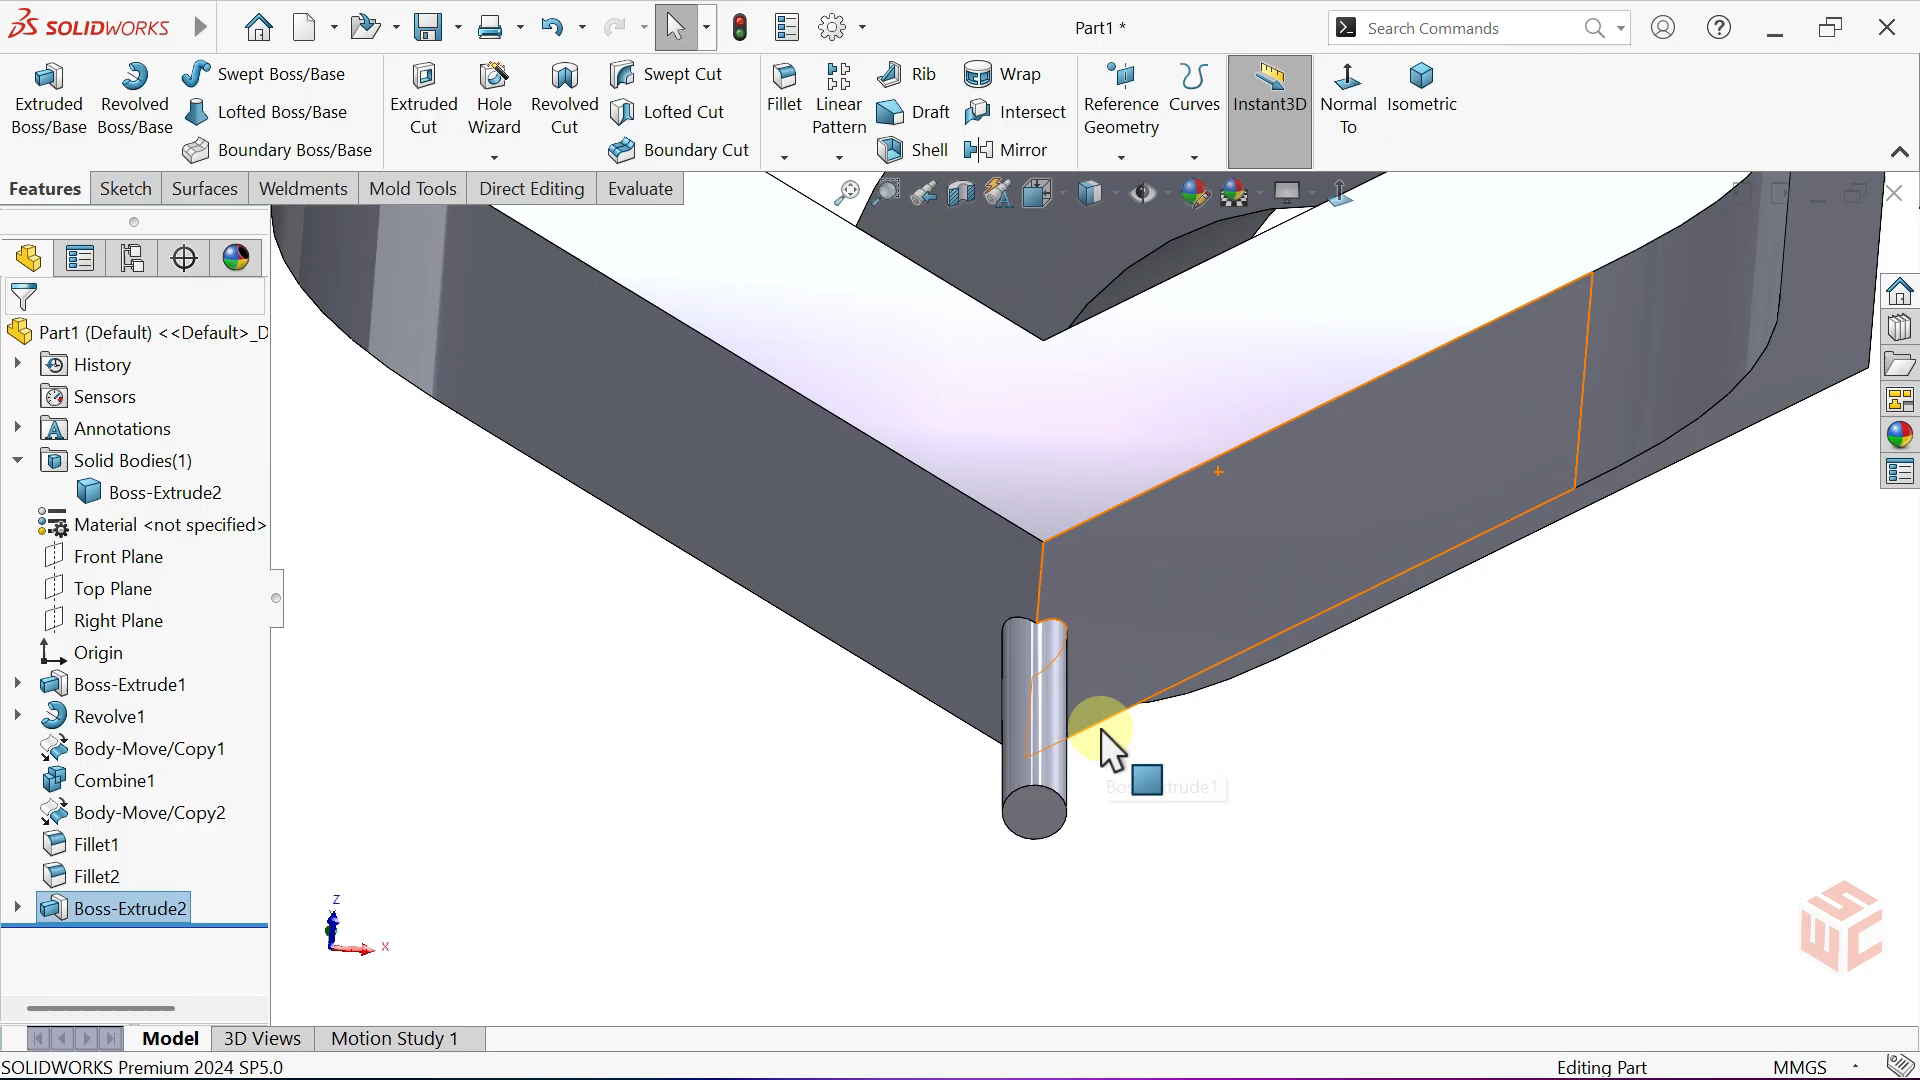 SOLIDWORKS
Part1 *
Search Commands
Extruded Boss/Base
Revolved Boss/Base
Swept Boss/Base
Lofted Boss/Base
Boundary Boss/Base
Extruded Cut
Hole Wizard
Revolved Cut
Swept Cut
Lofted Cut
Boundary Cut
Fillet
Linear Pattern
Rib
Draft
Shell
Wrap
Intersect
Mirror
Reference Geometry
Curves
Instant3D
Normal To
Isometric
Features
Sketch
Surfaces
Weldments
Mold Tools
Direct Editing
Evaluate
Part1 (Default) <<Default>_D
History
Sensors
Annotations
Solid Bodies(1)
Boss-Extrude2
Material <not specified>
Front Plane
Top Plane
Right Plane
Origin
Boss-Extrude1
Revolve1
Body-Move/Copy1
Combine1
Body-Move/Copy2
Fillet1
Fillet2
Boss-Extrude2
Z
X
Model
3D Views
Motion Study 1
SOLIDWORKS Premium 2024 SP5.0
Editing Part
MMGS